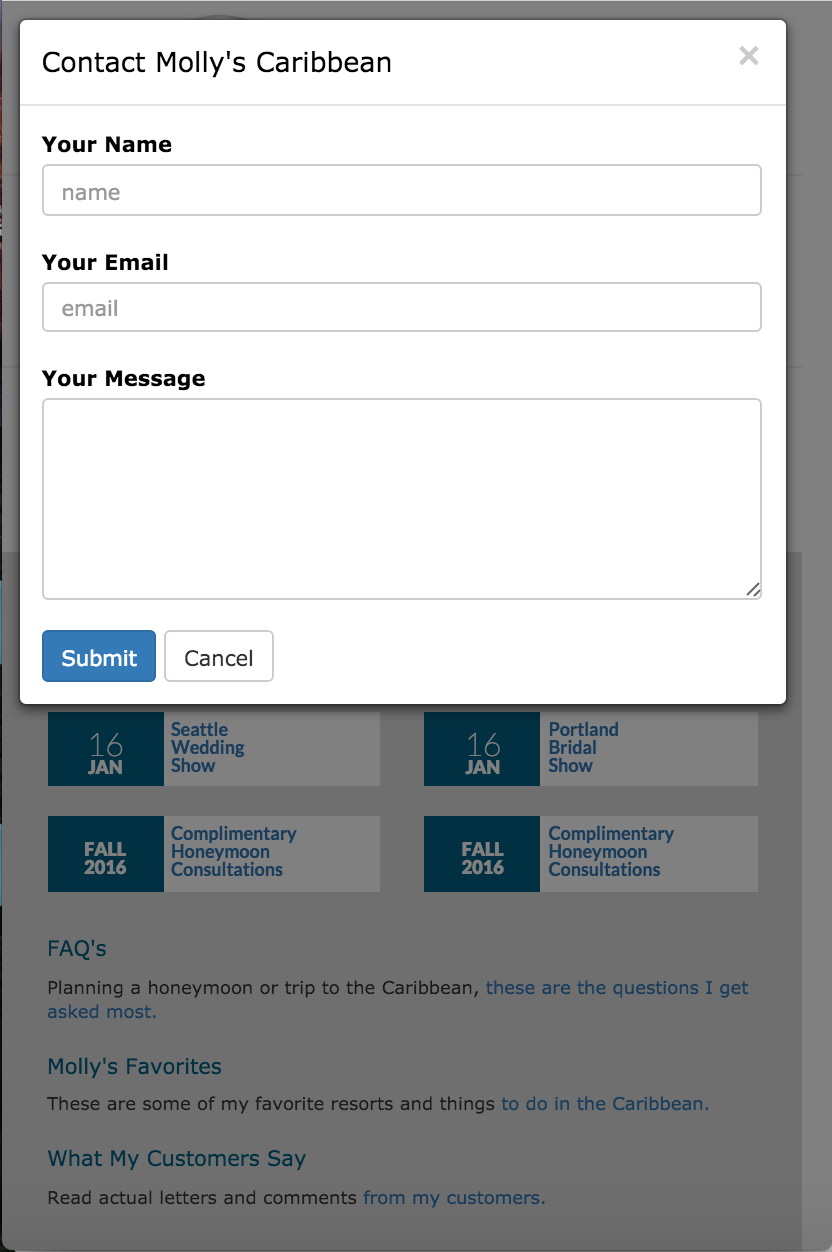 Contact Molly's Caribbean
×
Your Name
name
Your Email
email
Your Message
Submit
Cancel
16
JAN
Seattle
Wedding
Show
16
JAN
Portland
Bridal
Show
FALL
2016
Complimentary
Honeymoon
Consultations
FALL
2016
Complimentary
Honeymoon
Consultations
FAQ's
Planning a honeymoon or trip to the Caribbean, these are the questions I get
asked most.
Molly's Favorites
These are some of my favorite resorts and things to do in the Caribbean.
What My Customers Say
Read actual letters and comments from my customers.